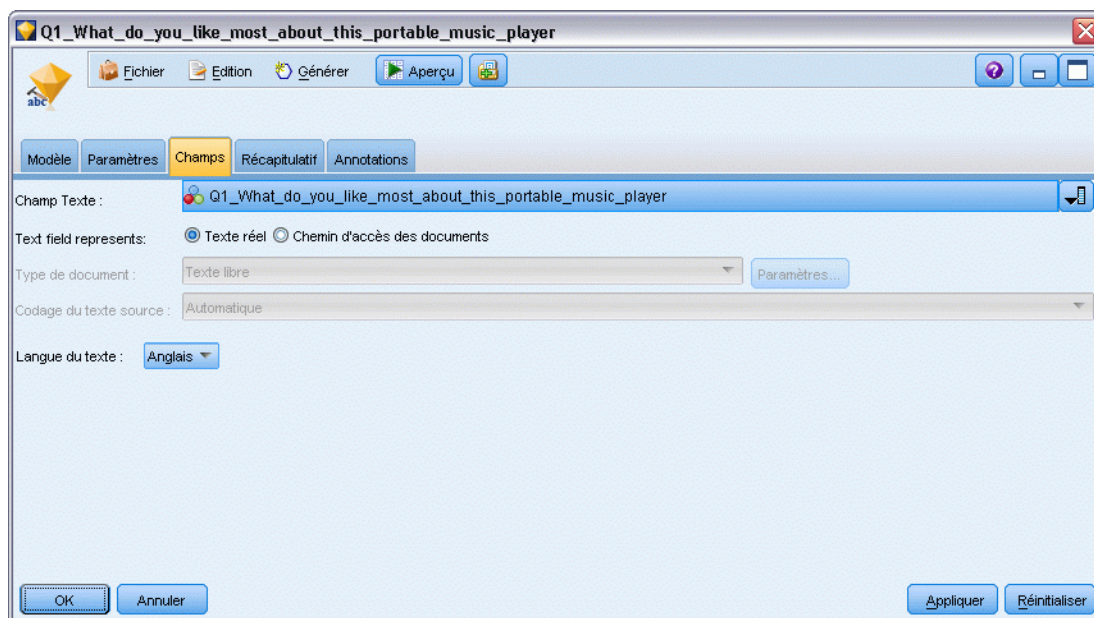 Q1_What_do_you_like_most_about_this_portable_music_player
Fichier Edition Générer Aperçu
abc
Modèle Paramètres Champs Récapitulatif Annotations
Champ Texte : Q1_What_do_you_like_most_about_this_portable_music_player
Text field represents: Texte réel Chemin d'accès des documents
Type de document : Texte libre Paramètres...
Codage du texte source : Automatique
Langue du texte : Anglais
OK Annuler Appliquer Réinitialiser